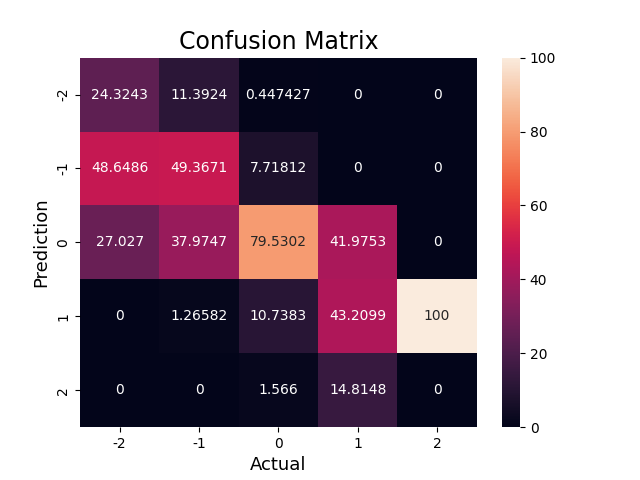 Confusion Matrix
-2 24.3243 11.3924 0.447427 0 0
-1 48.6486 49.3671 7.71812 0 0
0 27.027 37.9747 79.5302 41.9753 0
1 0 1.26582 10.7383 43.2099 100
2 0 0 1.566 14.8148 0
-2 -1 0 1 2
Prediction
Actual
100
80
60
40
20
0